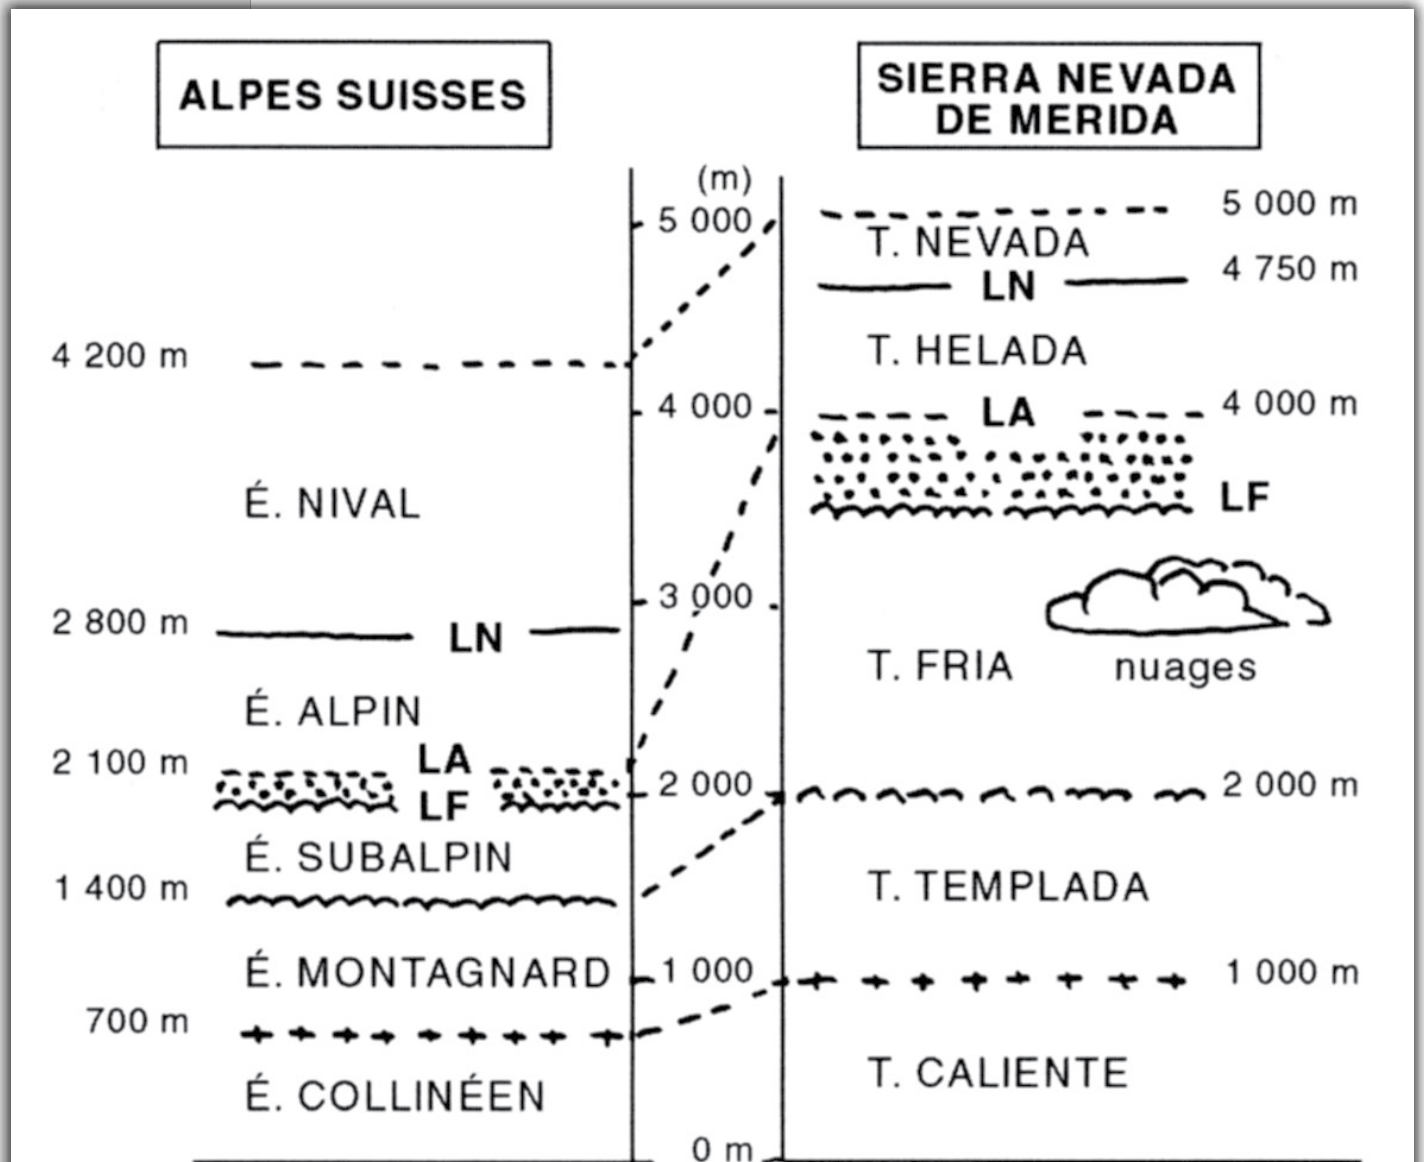 ALPES SUISSES
SIERRA NEVADA
DE MERIDA
(m)
5 000
5 000 m
T. NEVADA
4 750 m
LN
T. HELADA
4 200 m
4 000
LA
4 000 m
É. NIVAL
LF
3 000
2 800 m
LN
T. FRIA
nuages
É. ALPIN
2 100 m
LA
LF
2 000
2 000 m
É. SUBALPIN
1 400 m
T. TEMPLADA
É. MONTAGNARD
1 000
1 000 m
700 m
É. COLLINÉEN
T. CALIENTE
0 m